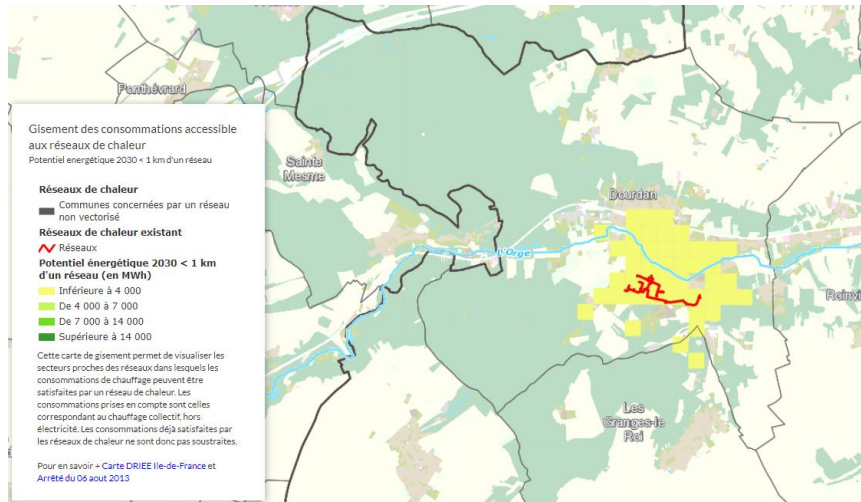 Ponthévrard
Gisement des consommations accessible
aux réseaux de chaleur
Potentiel energétique 2030 < 1 km d'un réseau
Réseaux de chaleur
Communes concernées par un réseau
non vectorisé
Réseaux de chaleur existant
Réseaux
Potentiel énergétique 2030 < 1 km
d'un réseau (en MWh)
Inférieure à 4 000
De 4 000 à 7 000
De 7 000 à 14 000
Supérieure à 14 000
Cette carte de gisement permet de visualiser les
secteurs proches des réseaux dans lesquels les
consommations de chauffage peuvent être
satisfaites par un réseau de chaleur. Les
consommations prises en compte sont celles
correspondant au chauffage collectif, hors
électricité. Les consommations déjà satisfaites par
les réseaux de chaleur ne sont donc pas soustraites.
Pour en savoir + Carte DRIEE Ile-de-France et
Arrêté du 06 aout 2013
Sainte
Mesme
Dourdan
L'Orge
Les
Granges-le
Roi